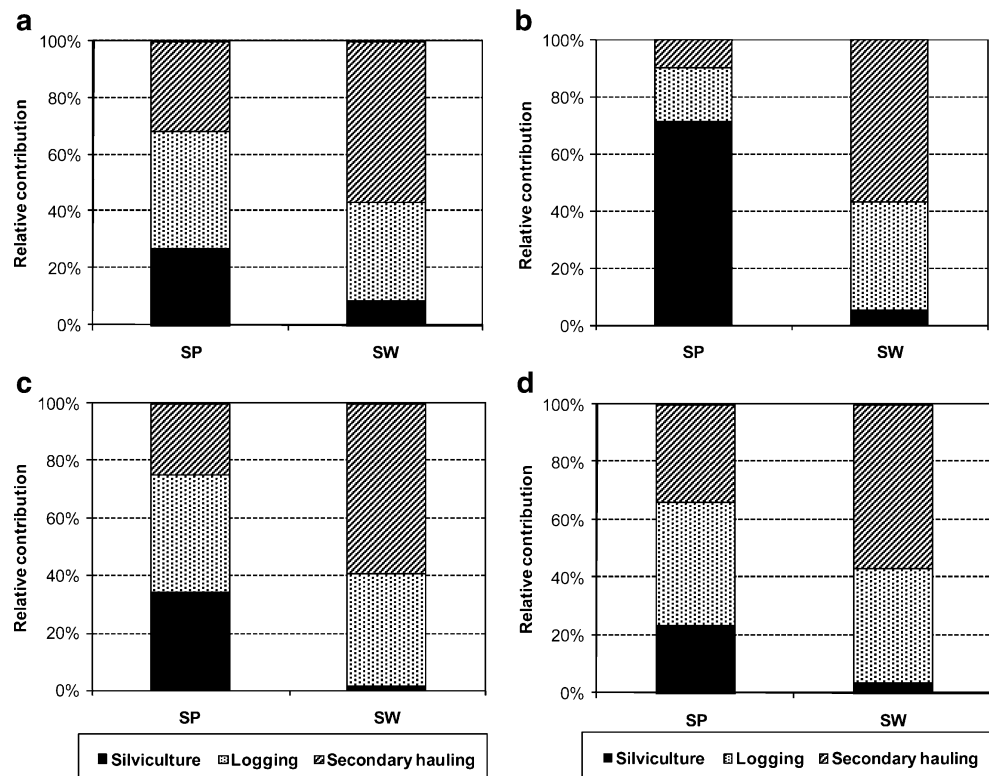 a
100%
80%
60%
40%
20%
0%
Relative contribution
SP SW
b
100%
80%
60%
40%
20%
0%
Relative contribution
SP SW
c
100%
80%
60%
40%
20%
0%
Relative contribution
SP SW
Silviculture Logging Secondary hauling
d
100%
80%
60%
40%
20%
0%
Relative contribution
SP SW
Silviculture Logging Secondary hauling